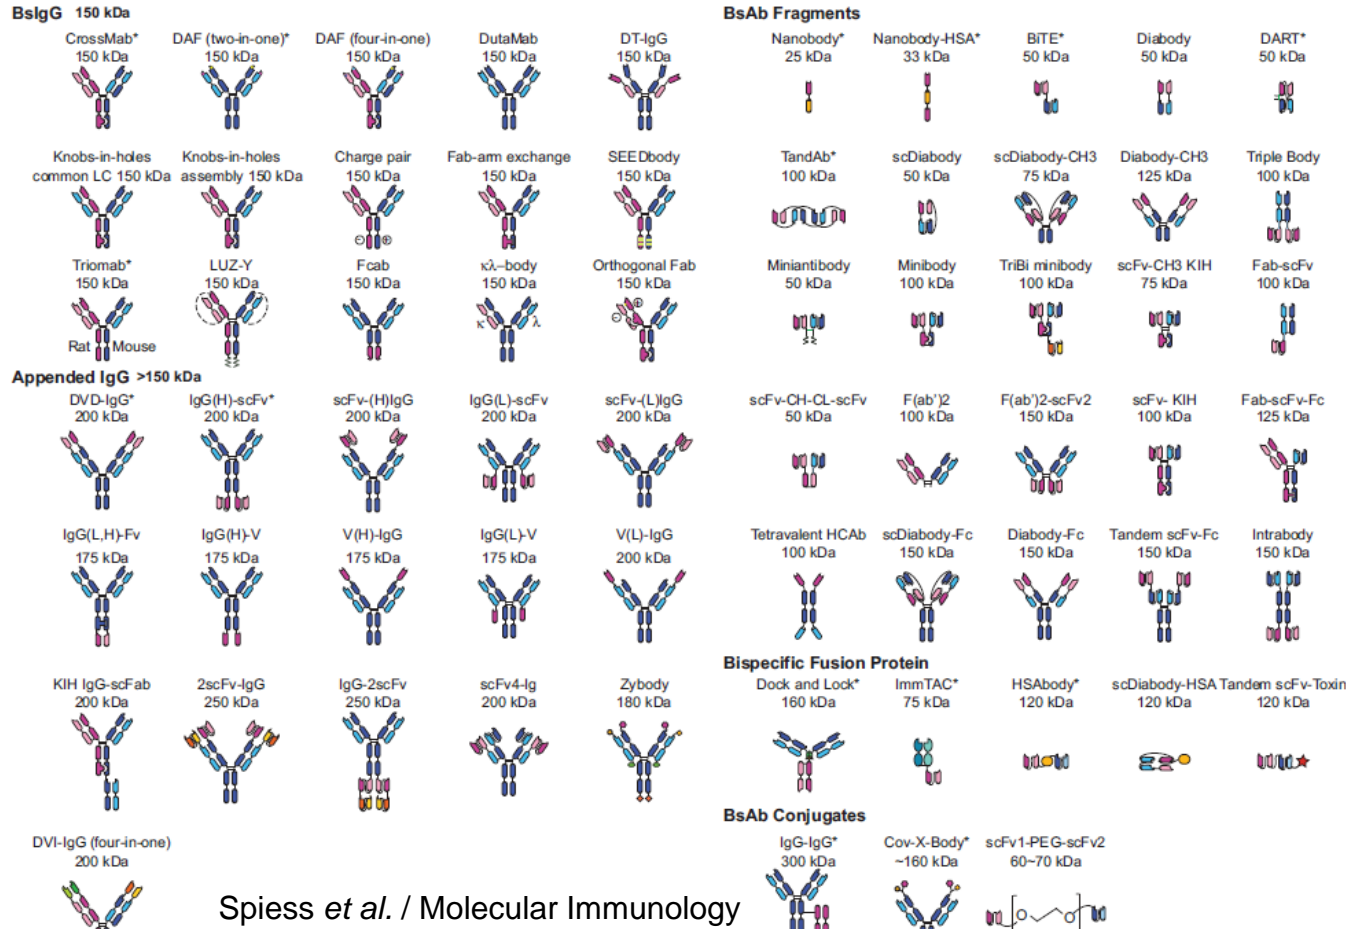 BsIgG 150 kDa
CrossMab* DAF (two-in-one)* DAF (four-in-one) DutaMab DT-IgG
150 kDa 150 kDa 150 kDa 150 kDa 150 kDa
Knobs-in-holes Knobs-in-holes Charge pair Fab-arm exchange SEEDbody
common LC 150 kDa assembly 150 kDa 150 kDa 150 kDa 150 kDa
⊖ ⊕
Triomab* LUZ-Y Fcab κλ–body Orthogonal Fab
150 kDa 150 kDa 150 kDa 150 kDa 150 kDa
⊖ ⊕
κ λ
Rat Mouse
Appended IgG >150 kDa
DVD-IgG* IgG(H)-scFv* scFv-(H)IgG IgG(L)-scFv scFv-(L)IgG
200 kDa 200 kDa 200 kDa 200 kDa 200 kDa
IgG(L,H)-Fv IgG(H)-V V(H)-IgG IgG(L)-V V(L)-IgG
175 kDa 175 kDa 175 kDa 175 kDa 200 kDa
KIH IgG-scFab 2scFv-IgG IgG-2scFv scFv4-Ig Zybody
200 kDa 250 kDa 250 kDa 200 kDa 180 kDa
DVI-IgG (four-in-one)
200 kDa
BsAb Fragments
Nanobody* Nanobody-HSA* BiTE* Diabody DART*
25 kDa 33 kDa 50 kDa 50 kDa 50 kDa
TandAb* scDiabody scDiabody-CH3 Diabody-CH3 Triple Body
100 kDa 50 kDa 75 kDa 125 kDa 100 kDa
Miniantibody Minibody TriBi minibody scFv-CH3 KIH Fab-scFv
50 kDa 100 kDa 100 kDa 75 kDa 100 kDa
scFv-CH-CL-scFv F(ab')2 F(ab')2-scFv2 scFv- KIH Fab-scFv-Fc
50 kDa 100 kDa 150 kDa 100 kDa 125 kDa
Tetravalent HCAb scDiabody-Fc Diabody-Fc Tandem scFv-Fc Intrabody
100 kDa 150 kDa 150 kDa 150 kDa 150 kDa
Bispecific Fusion Protein
Dock and Lock* ImmTAC* HSAbody* scDiabody-HSA Tandem scFv-Toxin
160 kDa 75 kDa 120 kDa 120 kDa 120 kDa
BsAb Conjugates
IgG-IgG* Cov-X-Body* scFv1-PEG-scFv2
300 kDa ~160 kDa 60~70 kDa
O O
Spiess et al. / Molecular Immunology